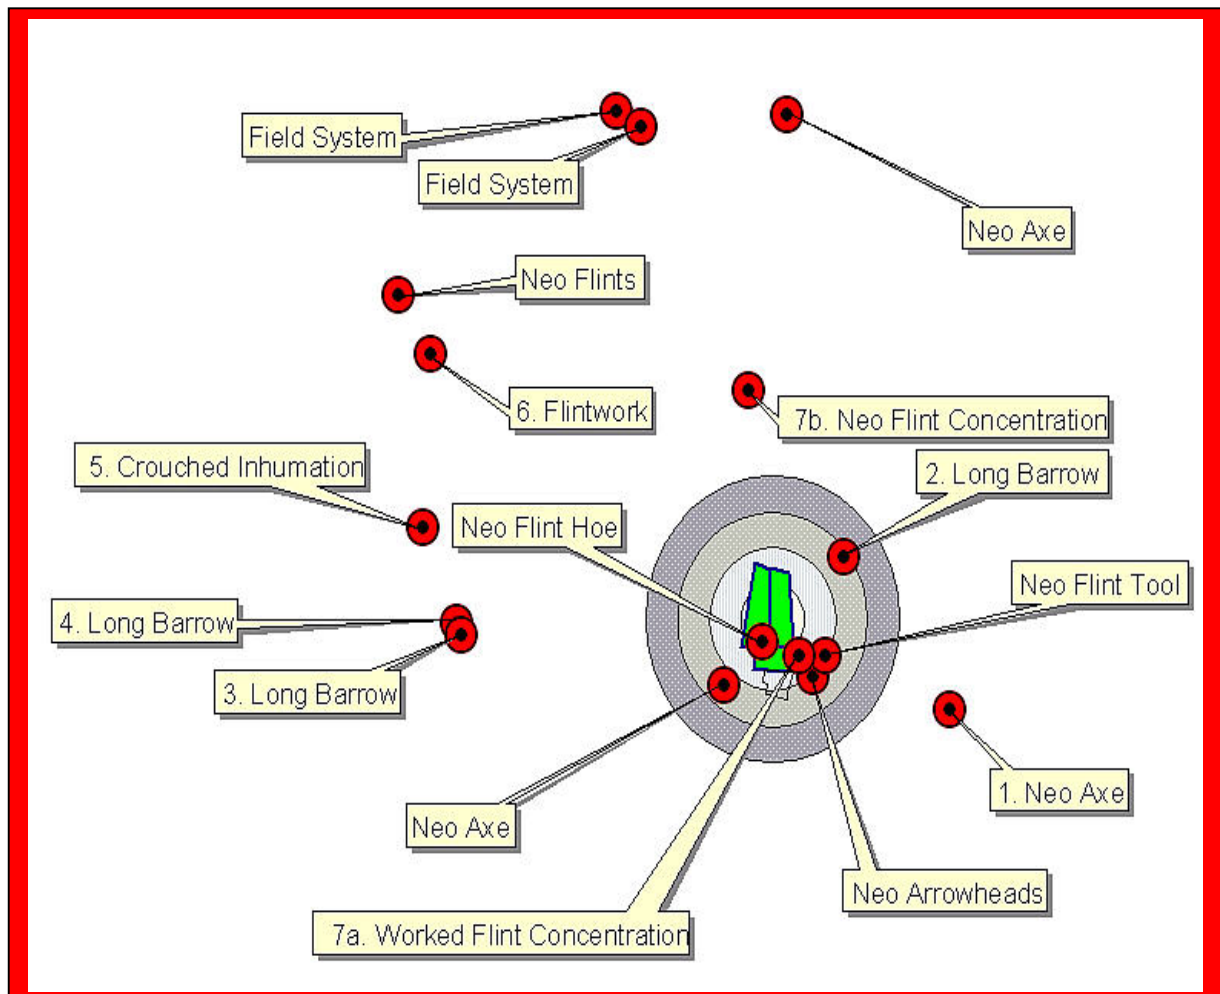 Field System
Field System
Neo Axe
Neo Flints
6. Flintwork
7b. Neo Flint Concentration
5. Crouched Inhumation
2. Long Barrow
Neo Flint Hoe
Neo Flint Tool
4. Long Barrow
3. Long Barrow
1. Neo Axe
Neo Axe
Neo Arrowheads
7a. Worked Flint Concentration